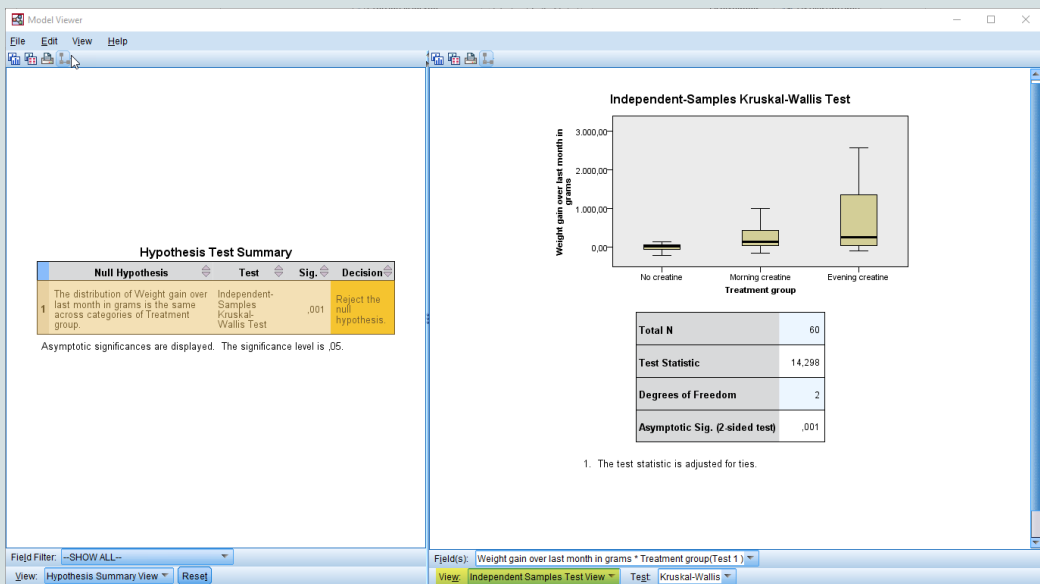 Model Viewer
File Edit View Help
Hypothesis Test Summary
Null Hypothesis Test Sig. Decision
1 The distribution of Weight gain over last month in grams is the same across categories of Treatment group. Independent-Samples Kruskal-Wallis Test ,001 Reject the null hypothesis.
Asymptotic significances are displayed. The significance level is ,05.
Field Filter: --SHOW ALL--
View: Hypothesis Summary View Reset
Independent-Samples Kruskal-Wallis Test
Weight gain over last month in
grams
3.000,00
2.000,00
1.000,00
0,00
No creatine Morning creatine Evening creatine
Treatment group
Total N 60
Test Statistic 14,298
Degrees of Freedom 2
Asymptotic Sig. (2-sided test) ,001
1. The test statistic is adjusted for ties.
Field(s): Weight gain over last month in grams * Treatment group(Test 1 )
View: Independent Samples Test View Test: Kruskal-Wallis